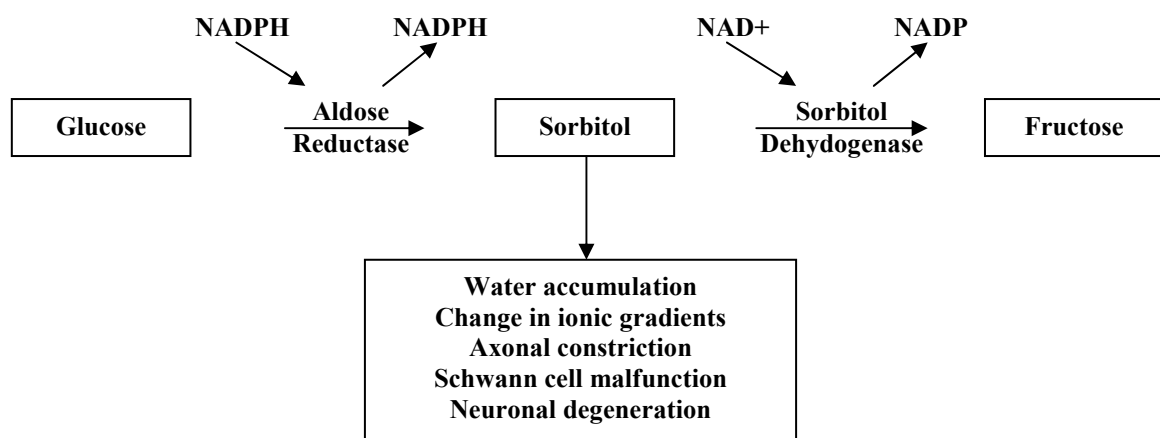 NADPH NADPH NAD+ NADP
Glucose
Aldose
Reductase
Sorbitol
Sorbitol
Dehydogenase
Fructose
Water accumulation
Change in ionic gradients
Axonal constriction
Schwann cell malfunction
Neuronal degeneration